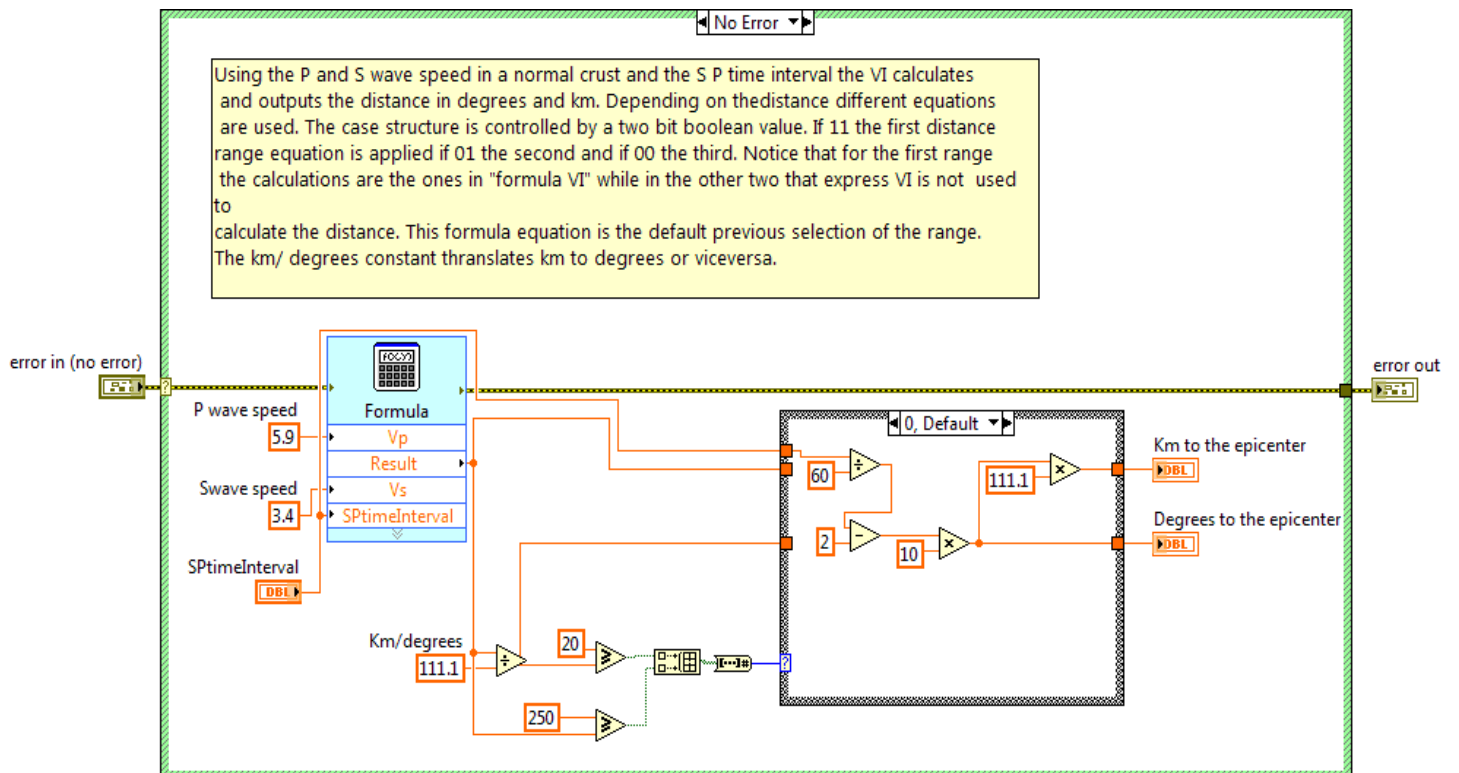 No Error
Using the P and S wave speed in a normal crust and the S P time interval the VI calculates
and outputs the distance in degrees and km. Depending on thedistance different equations
are used. The case structure is controlled by a two bit boolean value. If 11 the first distance
range equation is applied if 01 the second and if 00 the third. Notice that for the first range
the calculations are the ones in "formula VI" while in the other two that express VI is not used
to
calculate the distance. This formula equation is the default previous selection of the range.
The km/ degrees constant thranslates km to degrees or viceversa.
error in (no error)
?
f(x,y)
Formula
error out
P wave speed
5.9
Vp
Result
Swave speed
3.4
Vs
SPtimeInterval
SPtimeInterval
DBL
0, Default
60
÷
111.1
×
2
−
10
×
Km to the epicenter
DBL
Degrees to the epicenter
DBL
Km/degrees
111.1
÷
20
≥
[···]#
?
250
≥